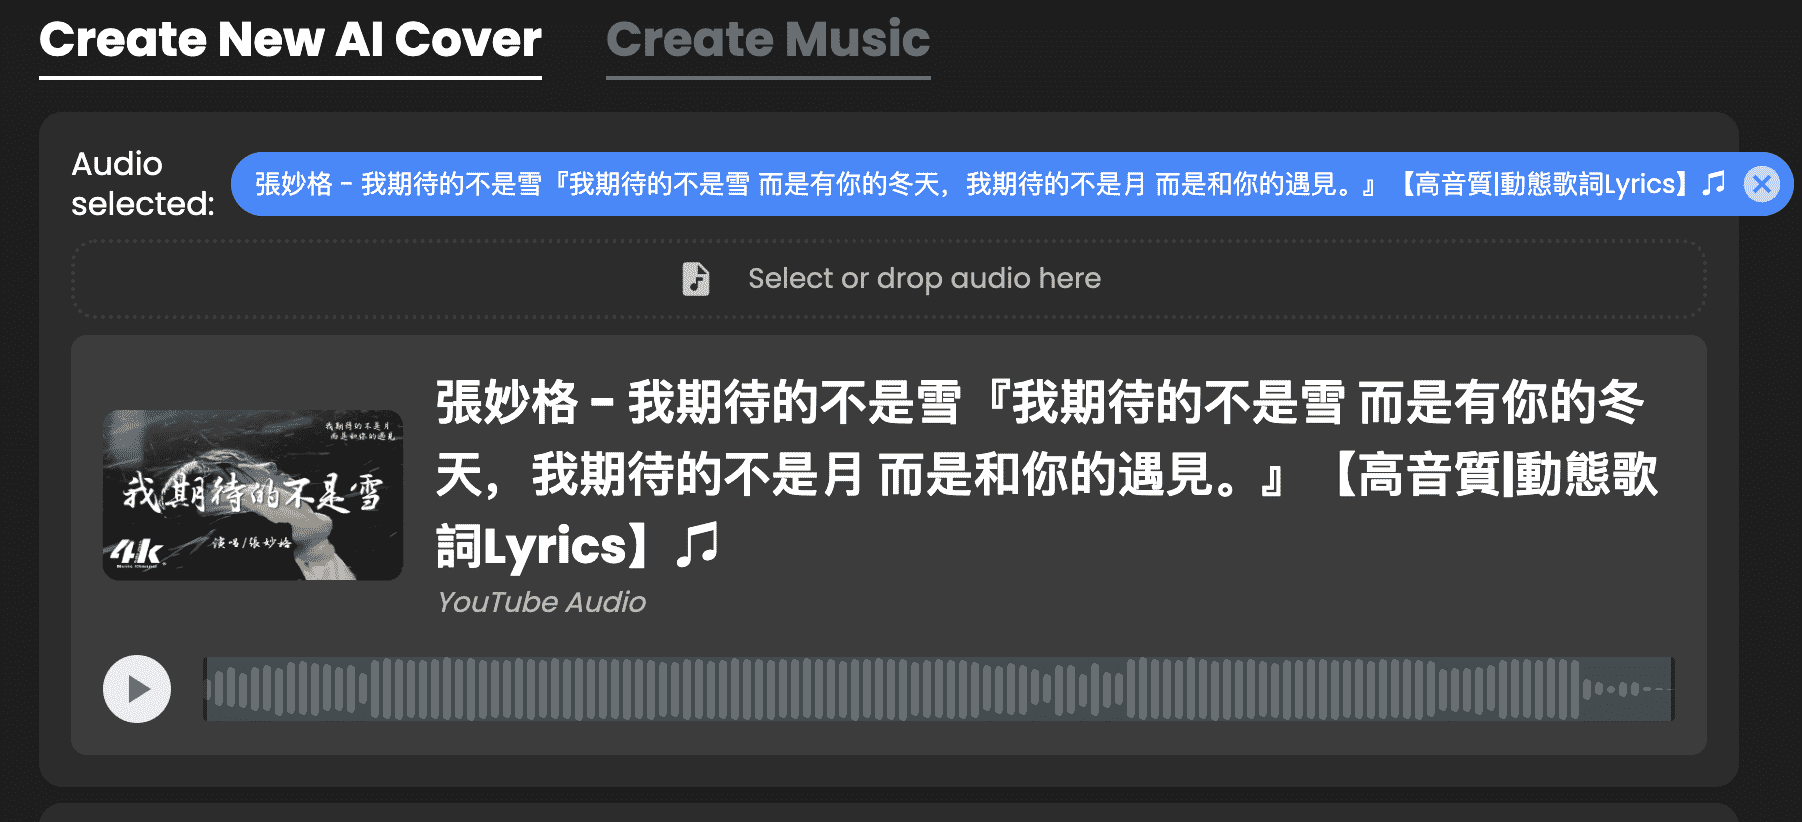 Create New AI Cover
Create Music
Audio
selected:
張妙格 - 我期待的不是雪『我期待的不是雪 而是有你的冬天，我期待的不是月 而是和你的遇見。』【高音質|動態歌詞Lyrics】♫
Select or drop audio here
我期待的不是月
而是和你的遇見
我期待的不是雪
演唱/張妙格
4k
Music Channel
張妙格 - 我期待的不是雪『我期待的不是雪 而是有你的冬
天，我期待的不是月 而是和你的遇見。』【高音質|動態歌
詞Lyrics】♫
YouTube Audio